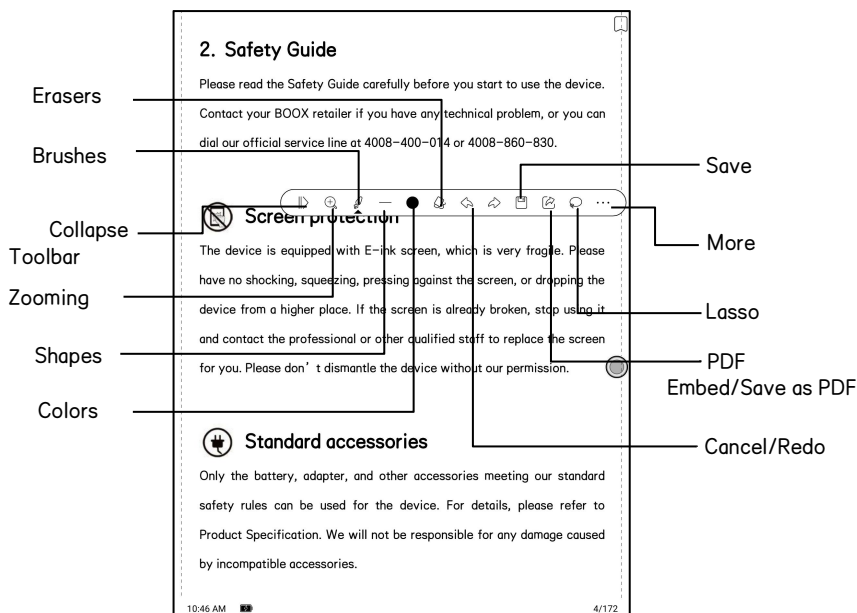 2. Safety Guide
Please read the Safety Guide carefully before you start to use the device.
Contact your BOOX retailer if you have any technical problem, or you can
dial our official service line at 4008-400-014 or 4008-860-830.
Erasers
Brushes
Collapse
Toolbar
Zooming
Shapes
Colors
Save
More
Lasso
PDF
Embed/Save as PDF
Cancel/Redo
Screen protection
The device is equipped with E-ink screen, which is very fragile. Please
have no shocking, squeezing, pressing against the screen, or dropping the
device from a higher place. If the screen is already broken, stop using it
and contact the professional or other qualified staff to replace the screen
for you. Please don’t dismantle the device without our permission.
Standard accessories
Only the battery, adapter, and other accessories meeting our standard
safety rules can be used for the device. For details, please refer to
Product Specification. We will not be responsible for any damage caused
by incompatible accessories.
10:46 AM
4/172